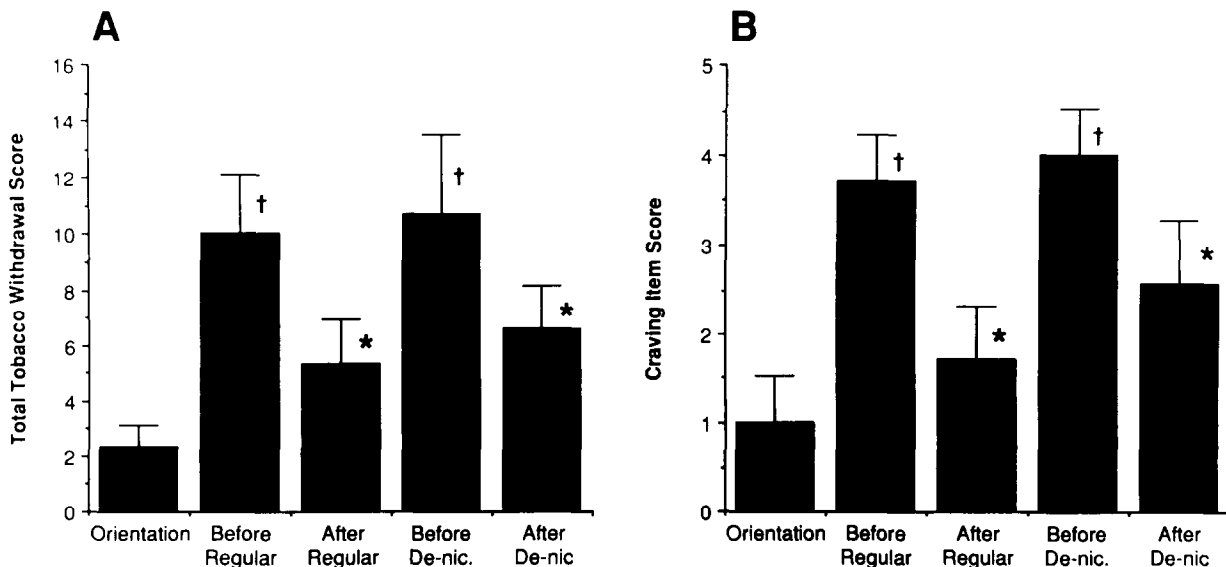 A
Total Tobacco Withdrawal Score
16
14
12
10
8
6
4
2
0
†
*
†
*
Orientation
Before
Regular
After
Regular
Before
De-nic.
After
De-nic
B
Craving Item Score
5
4
3
2
1
0
†
*
†
*
Orientation
Before
Regular
After
Regular
Before
De-nic.
After
De-nic